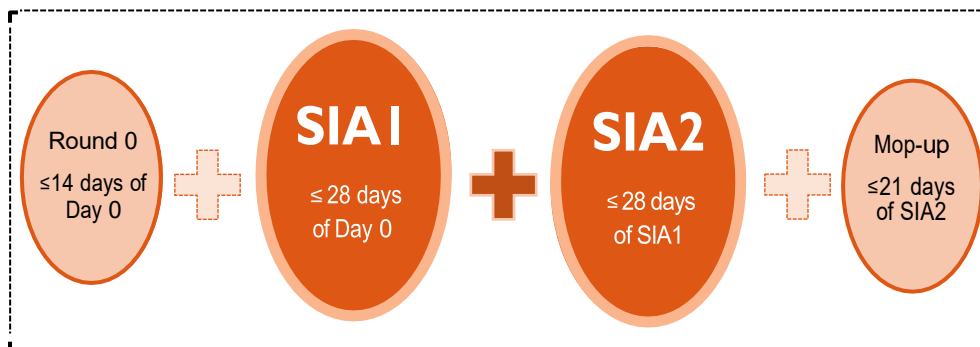 Round 0
≤14 days of
Day 0
SIA1
≤ 28 days
of Day 0
SIA2
≤ 28 days
of SIA1
Mop-up
≤21 days
of SIA2